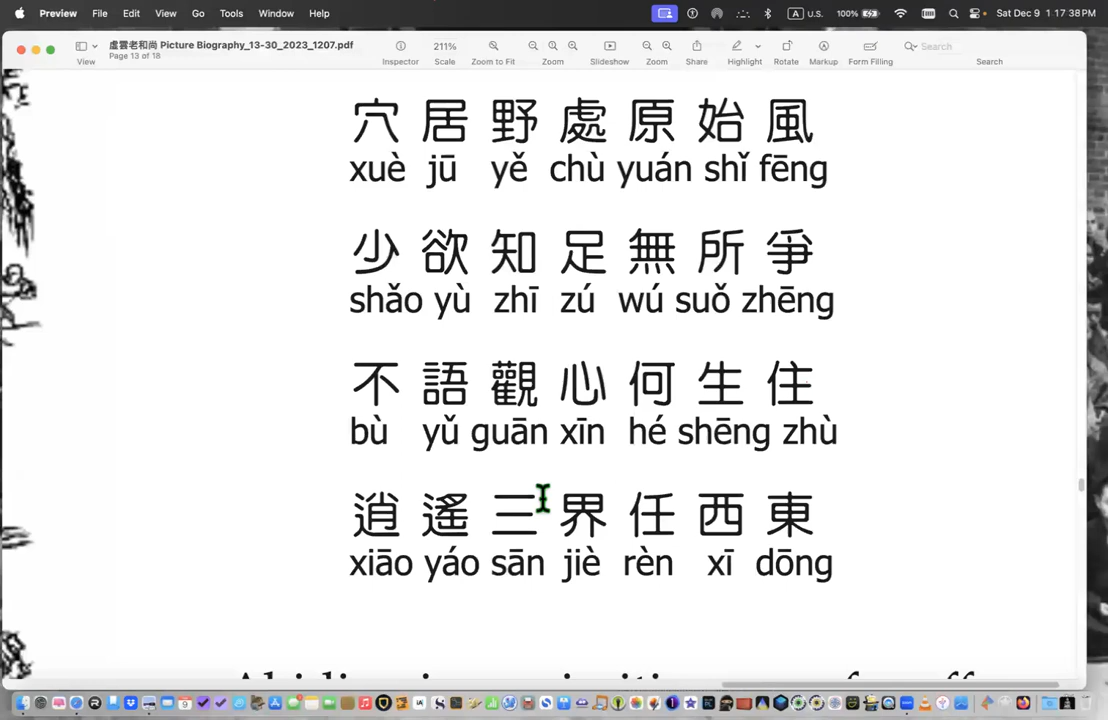 Preview File Edit View Go Tools Window Help U.S. 100% Sat Dec 9 1:17:38 PM
虛雲老和尚 Picture Biography_13-30_2023_1207.pdf
Page 13 of 18
211%
Search
View Inspector Scale Zoom to Fit Zoom Slideshow Zoom Share Highlight Rotate Markup Form Filling Search
穴居野處原始風
xuè jū yě chù yuán shǐ fēng
少欲知足無所爭
shǎo yù zhī zú wú suǒ zhēng
不語觀心何生住
bù yǔ guān xīn hé shēng zhù
逍遙三界任西東
xiāo yáo sān jiè rèn xī dōng